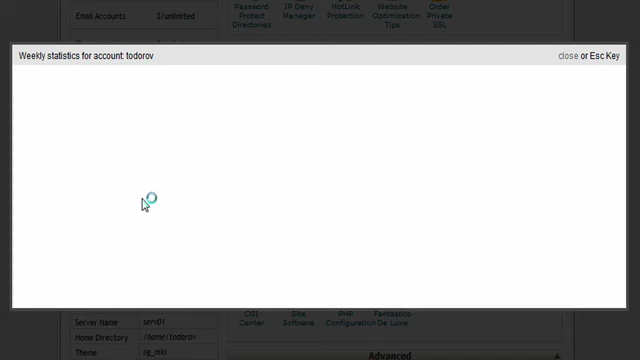 Email Accounts 3/unlimited
Password Protect Directories
IP Deny Manager
HotLink Protection
Website Optimization Tips
Order Private SSL
Weekly statistics for account: todorov
close or Esc Key
CGI Center
Site Software
PHP Configuration
Fantastico De Luxe
Server Name serv01
Home Directory /home/todorov
Theme sg_ntki
Advanced